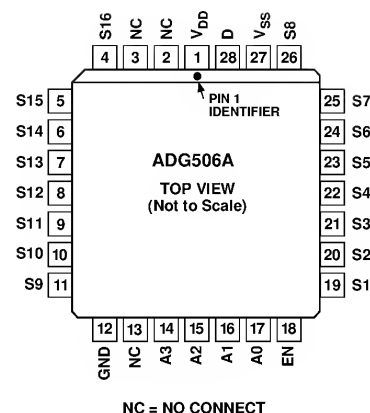 S16 NC NC VDD D VSS S8
4 3 2 1 28 27 26
PIN 1
IDENTIFIER
S15 5 25 S7
S14 6 24 S6
S13 7 23 S5
S12 8 22 S4
S11 9 21 S3
S10 10 20 S2
S9 11 19 S1
ADG506A
TOP VIEW
(Not to Scale)
12 13 14 15 16 17 18
GND NC A3 A2 A1 A0 EN
NC = NO CONNECT